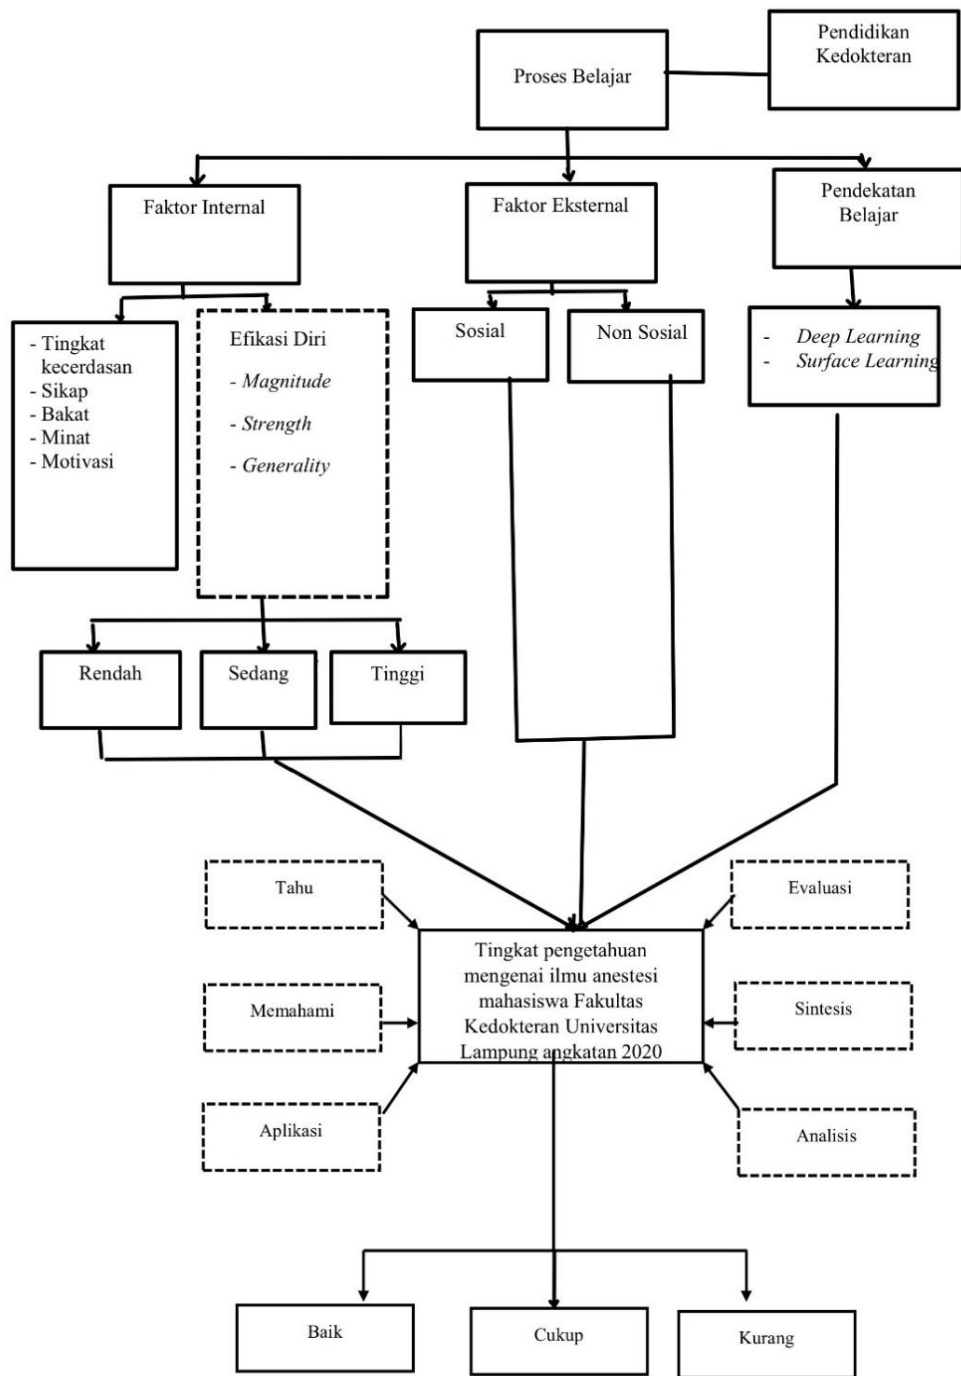 Pendidikan
Kedokteran
Proses Belajar
Faktor Internal
Faktor Eksternal
Pendekatan
Belajar
- Tingkat
kecerdasan
- Sikap
- Bakat
- Minat
- Motivasi
Efikasi Diri
- Magnitude
- Strength
- Generality
Sosial
Non Sosial
- Deep Learning
- Surface Learning
Rendah
Sedang
Tinggi
Tahu
Evaluasi
Tingkat pengetahuan
mengenai ilmu anestesi
mahasiswa Fakultas
Kedokteran Universitas
Lampung angkatan 2020
Memahami
Sintesis
Aplikasi
Analisis
Baik
Cukup
Kurang